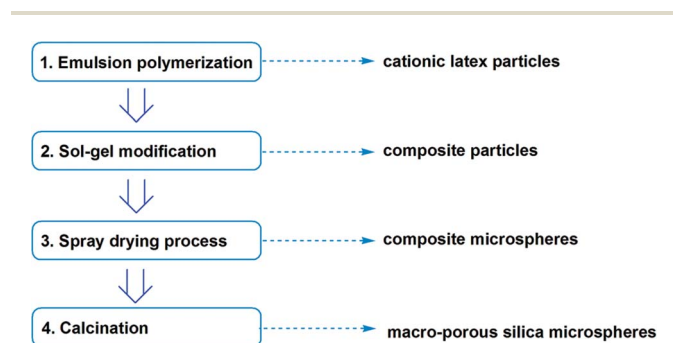 1. Emulsion polymerization
cationic latex particles
2. Sol-gel modification
composite particles
3. Spray drying process
composite microspheres
4. Calcination
macro-porous silica microspheres